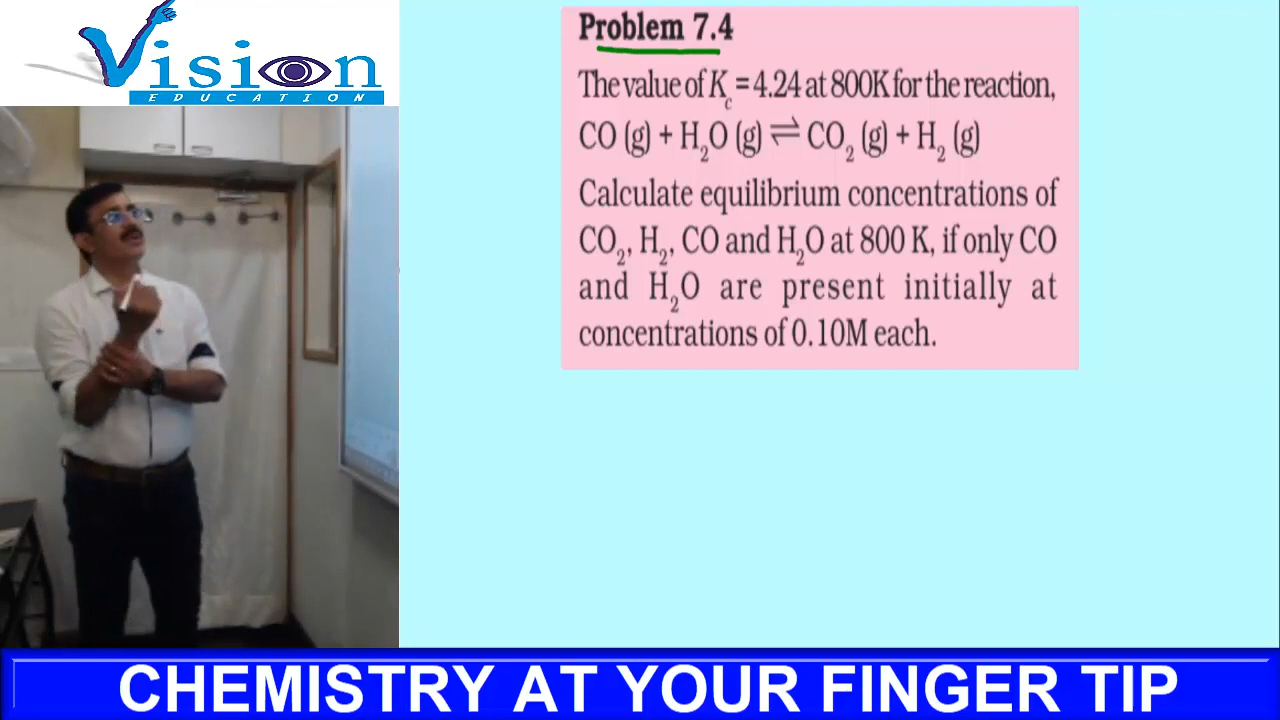 Vision
EDUCATION
Problem 7.4
The value of Kc = 4.24 at 800K for the reaction,
CO (g) + H2O (g) ⇌ CO2 (g) + H2 (g)
Calculate equilibrium concentrations of
CO2, H2, CO and H2O at 800 K, if only CO
and H2O are present initially at
concentrations of 0.10M each.
CHEMISTRY AT YOUR FINGER TIP